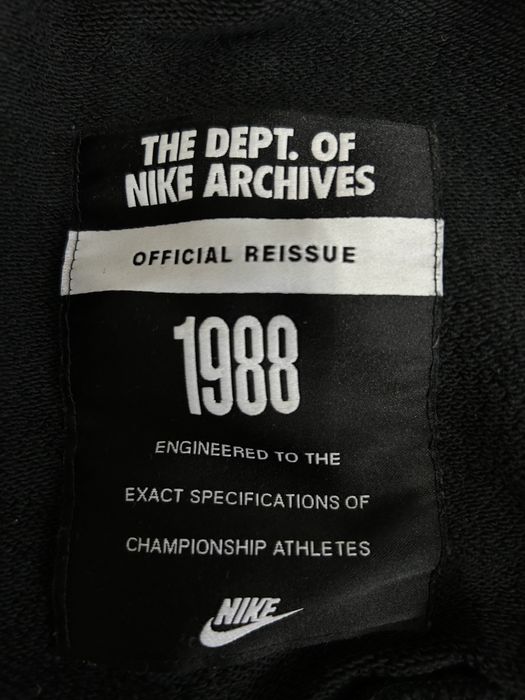 THE DEPT. OF
NIKE ARCHIVES
OFFICIAL REISSUE
1988
ENGINEERED TO THE
EXACT SPECIFICATIONS OF
CHAMPIONSHIP ATHLETES
NIKE